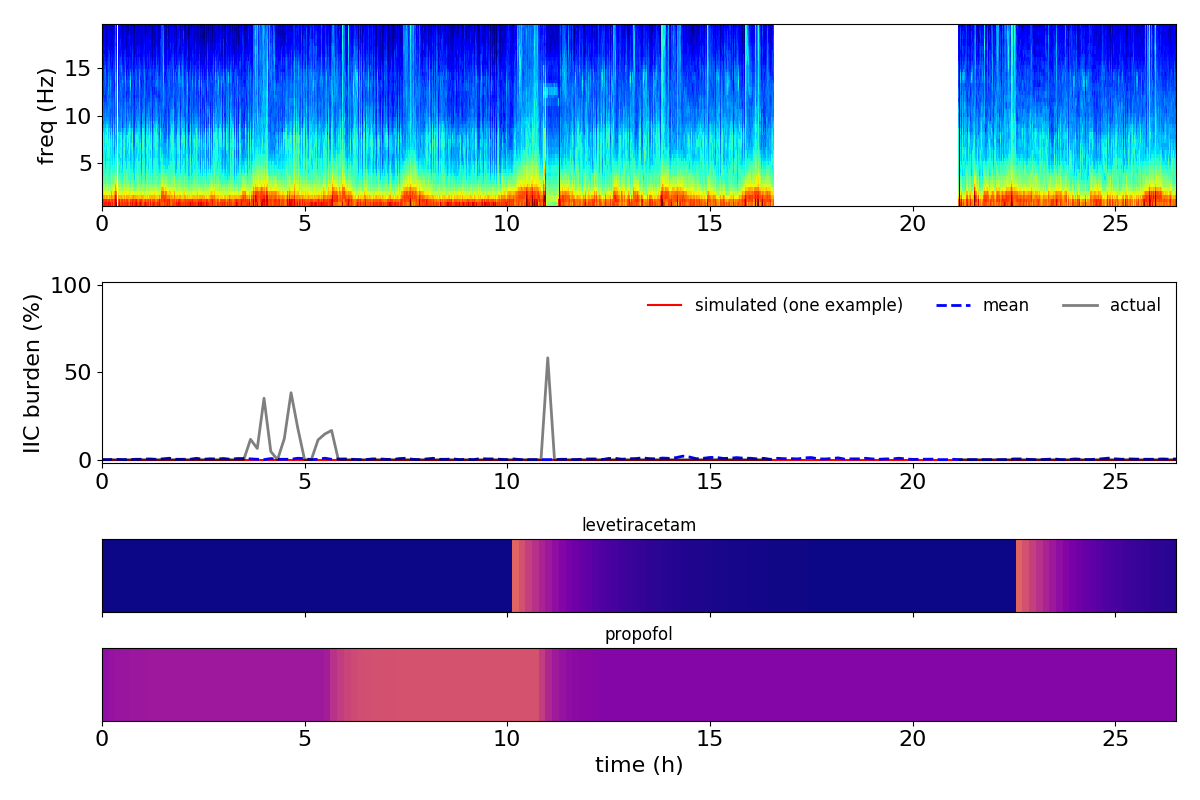 freq (Hz)
15
10
5
0 5 10 15 20 25
IIC burden (%)
100
50
0
simulated (one example) mean actual
0 5 10 15 20 25
levetiracetam
propofol
0 5 10 15 20 25
time (h)